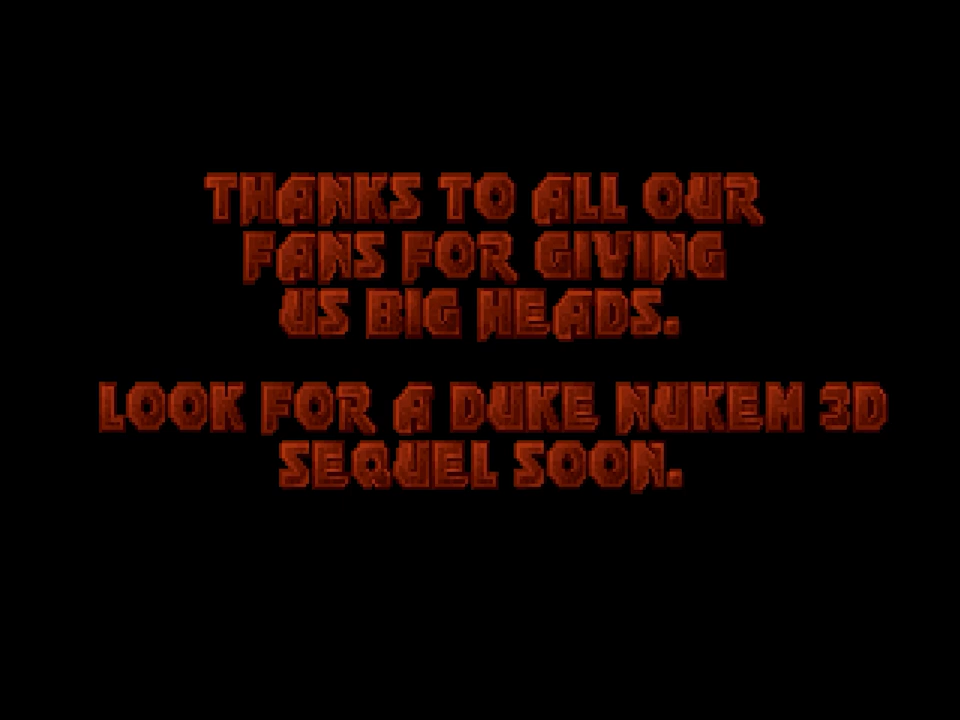 THANKS TO ALL OUR
FANS FOR GIVING
US BIG HEADS.
LOOK FOR A DUKE NUKEM 3D
SEQUEL SOON.